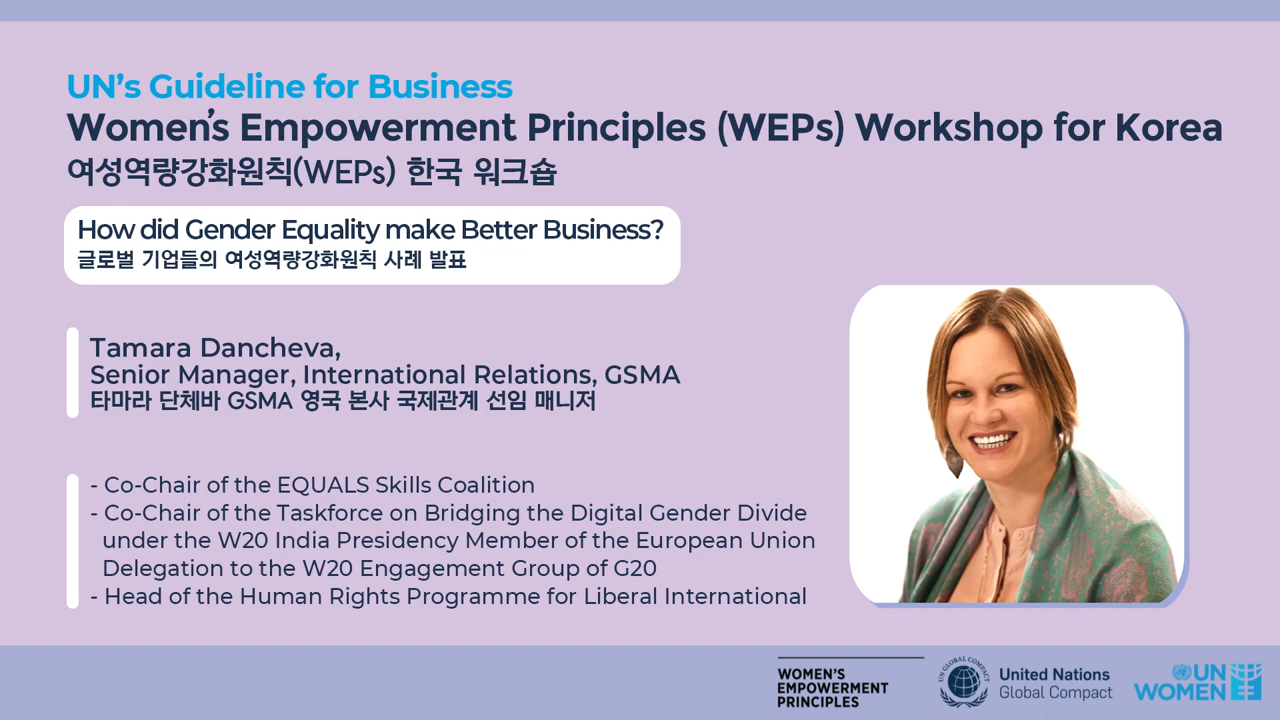 UN's Guideline for Business
Women's Empowerment Principles (WEPs) Workshop for Korea
여성역량강화원칙(WEPs) 한국 워크숍
How did Gender Equality make Better Business?
글로벌 기업들의 여성역량강화원칙 사례 발표
Tamara Dancheva,
Senior Manager, International Relations, GSMA
타마라 단체바 GSMA 영국 본사 국제관계 선임 매니저
- Co-Chair of the EQUALS Skills Coalition
- Co-Chair of the Taskforce on Bridging the Digital Gender Divide
under the W20 India Presidency Member of the European Union
Delegation to the W20 Engagement Group of G20
- Head of the Human Rights Programme for Liberal International
WOMEN'S
EMPOWERMENT
PRINCIPLES
UN GLOBAL COMPACT
United Nations
Global Compact
UN
WOMEN